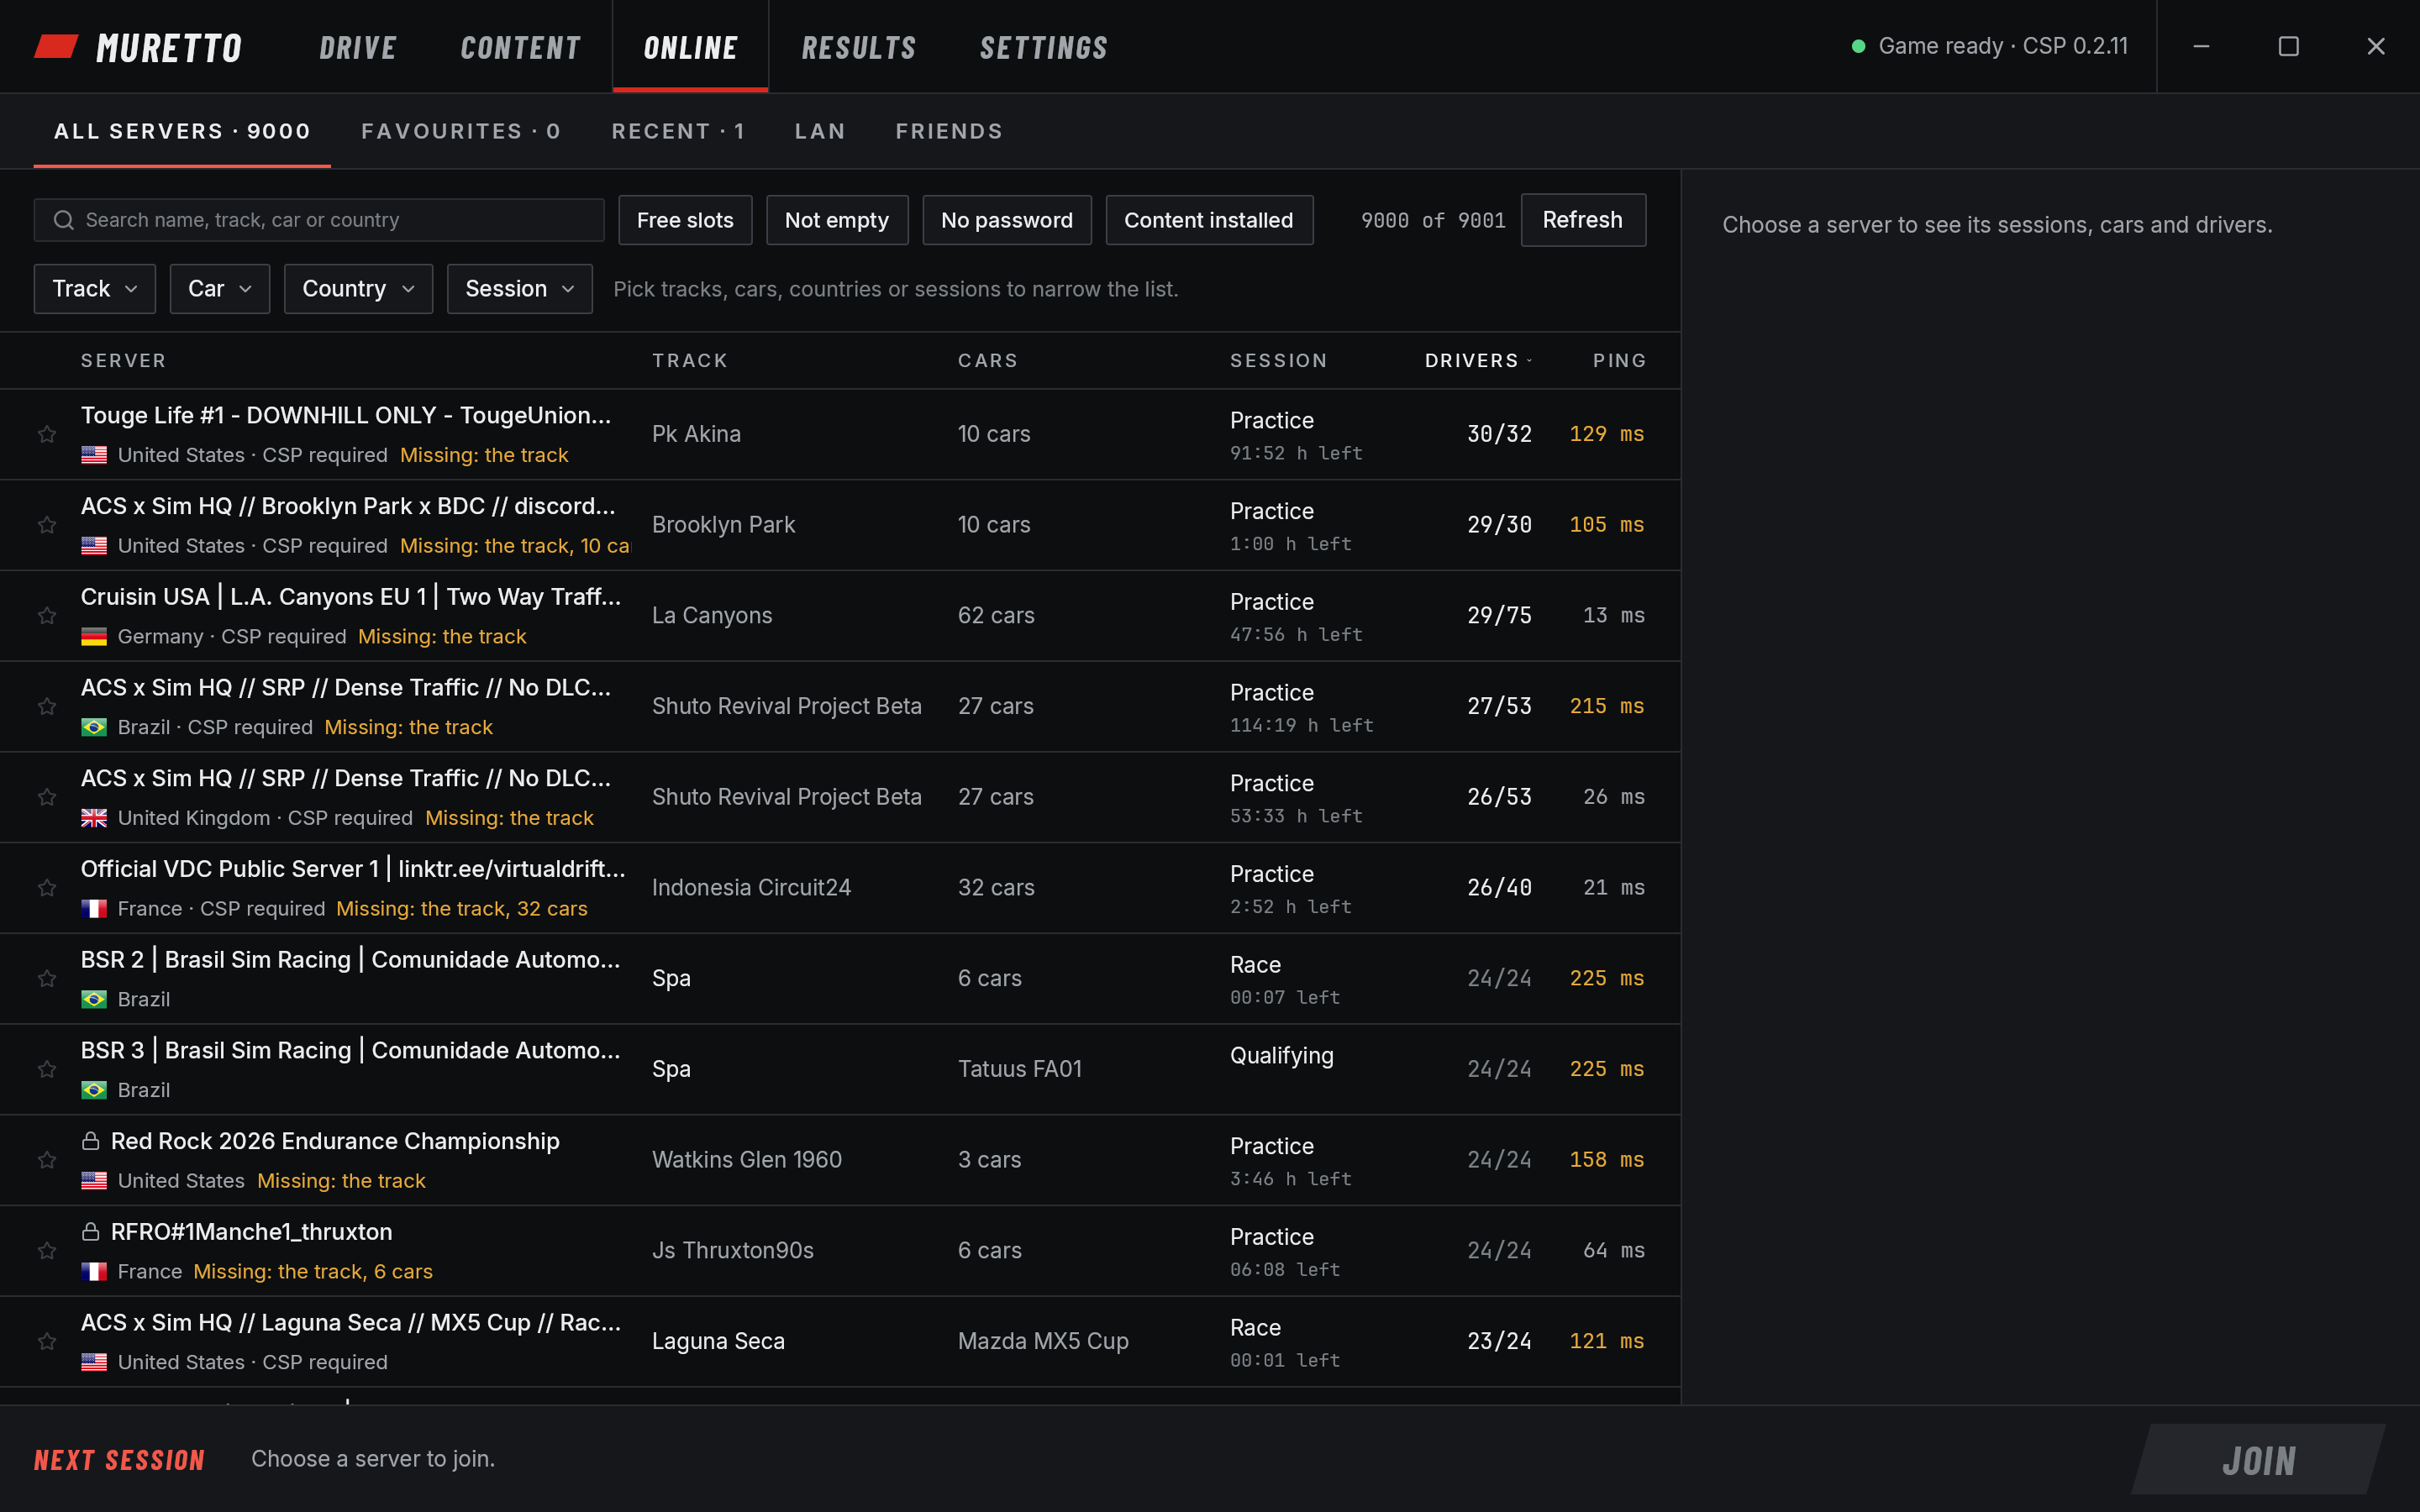 MURETTO DRIVE CONTENT ONLINE RESULTS SETTINGS Game ready · CSP 0.2.11
ALL SERVERS · 9000 FAVOURITES · 0 RECENT · 1 LAN FRIENDS
Search name, track, car or country Free slots Not empty No password Content installed 9000 of 9001 Refresh
Choose a server to see its sessions, cars and drivers.
Track Car Country Session Pick tracks, cars, countries or sessions to narrow the list.
SERVER TRACK CARS SESSION DRIVERS PING
Touge Life #1 - DOWNHILL ONLY - TougeUnion...
United States · CSP required Missing: the track
Pk Akina 10 cars
Practice
91:52 h left
30/32 129 ms
ACS x Sim HQ // Brooklyn Park x BDC // discord...
United States · CSP required Missing: the track, 10 ca
Brooklyn Park 10 cars
Practice
1:00 h left
29/30 105 ms
Cruisin USA | L.A. Canyons EU 1 | Two Way Traff...
Germany · CSP required Missing: the track
La Canyons 62 cars
Practice
47:56 h left
29/75 13 ms
ACS x Sim HQ // SRP // Dense Traffic // No DLC...
Brazil · CSP required Missing: the track
Shuto Revival Project Beta 27 cars
Practice
114:19 h left
27/53 215 ms
ACS x Sim HQ // SRP // Dense Traffic // No DLC...
United Kingdom · CSP required Missing: the track
Shuto Revival Project Beta 27 cars
Practice
53:33 h left
26/53 26 ms
Official VDC Public Server 1 | linktr.ee/virtualdrift...
France · CSP required Missing: the track, 32 cars
Indonesia Circuit24 32 cars
Practice
2:52 h left
26/40 21 ms
BSR 2 | Brasil Sim Racing | Comunidade Automo...
Brazil
Spa 6 cars
Race
00:07 left
24/24 225 ms
BSR 3 | Brasil Sim Racing | Comunidade Automo...
Brazil
Spa Tatuus FA01
Qualifying
24/24 225 ms
Red Rock 2026 Endurance Championship
United States Missing: the track
Watkins Glen 1960 3 cars
Practice
3:46 h left
24/24 158 ms
RFRO#1Manche1_thruxton
France Missing: the track, 6 cars
Js Thruxton90s 6 cars
Practice
06:08 left
24/24 64 ms
ACS x Sim HQ // Laguna Seca // MX5 Cup // Rac...
United States · CSP required
Laguna Seca Mazda MX5 Cup
Race
00:01 left
23/24 121 ms
NEXT SESSION Choose a server to join. JOIN